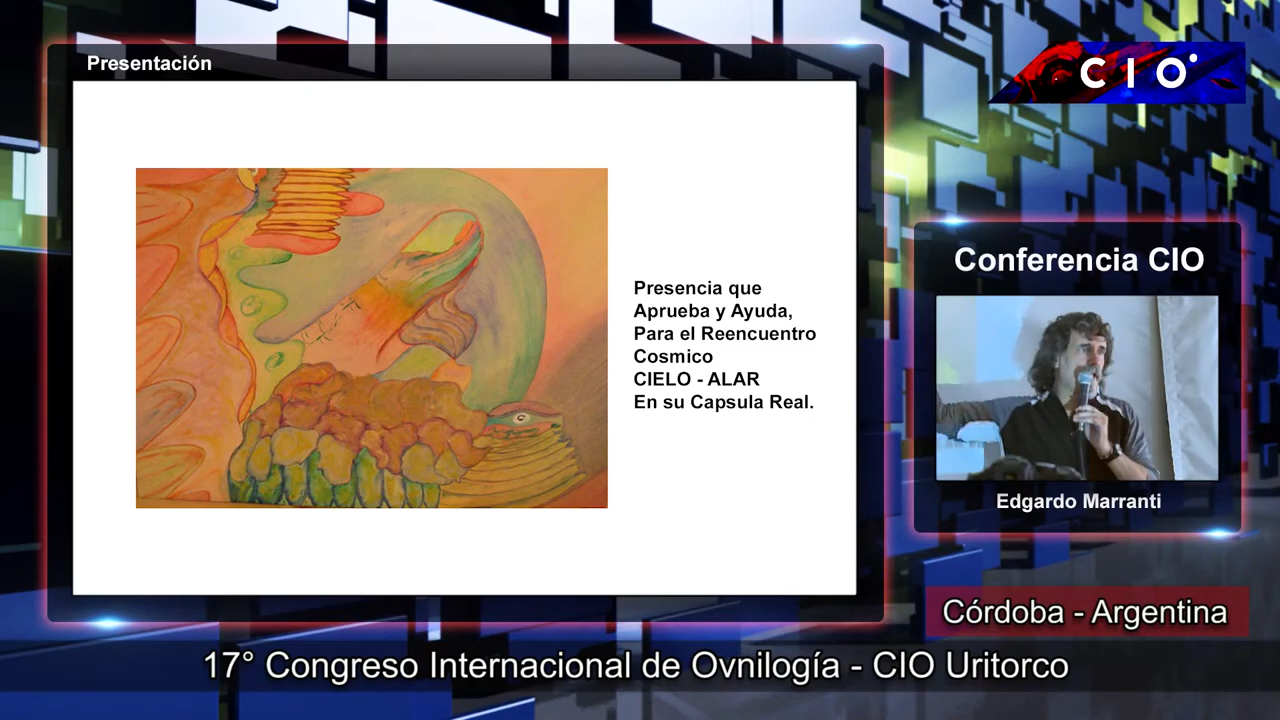 Presentación
CIO
Presencia que
Aprueba y Ayuda,
Para el Reencuentro
Cosmico
CIELO - ALAR
En su Capsula Real.
Conferencia CIO
Edgardo Marranti
Córdoba - Argentina
17° Congreso Internacional de Ovnilogía - CIO Uritorco